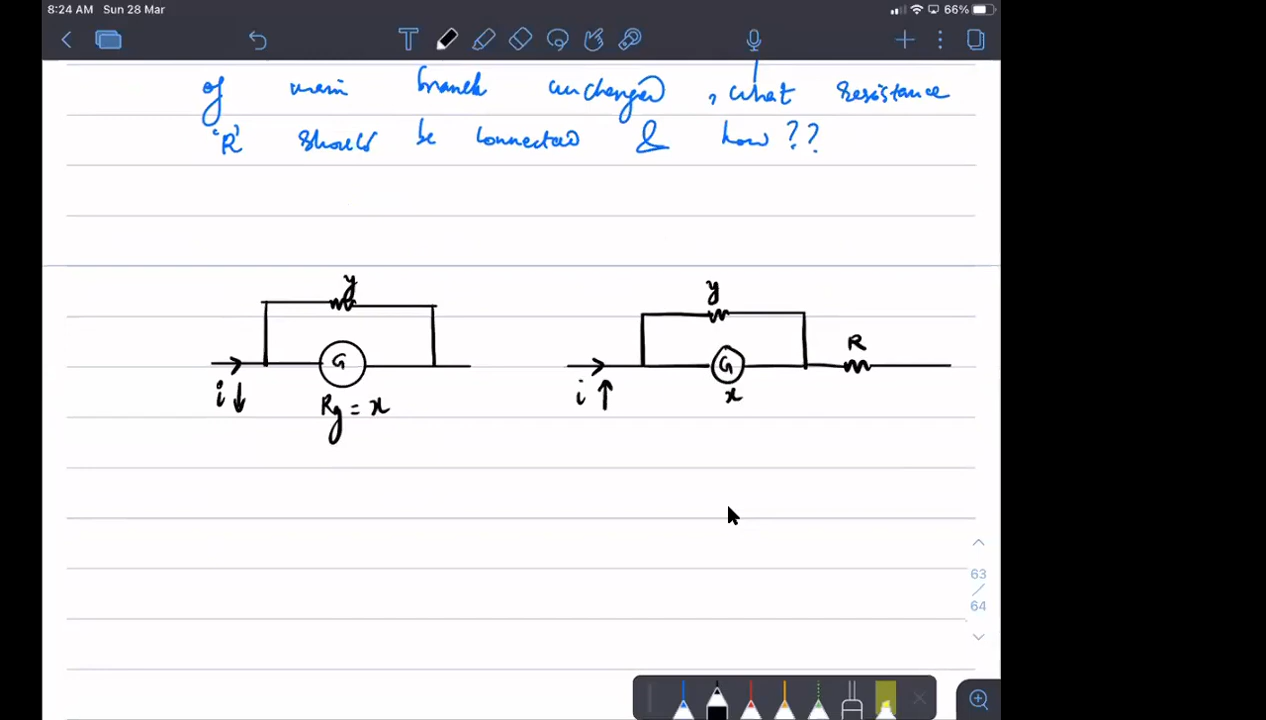 8:24 AM Sun 28 Mar
66%
T
of main branch unchanged, what resistance
'R' should be connected & how??
y
G
i↓
Rg = x
y
G
R
i ↑
x
63
64